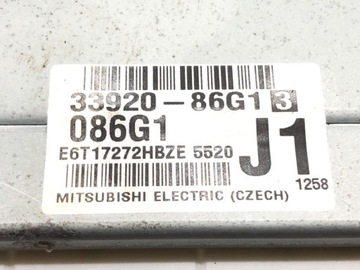 33920-86G1 3
086G1
E6T17272HBZE 5520
J1
1258
MITSUBISHI ELECTRIC (CZECH)